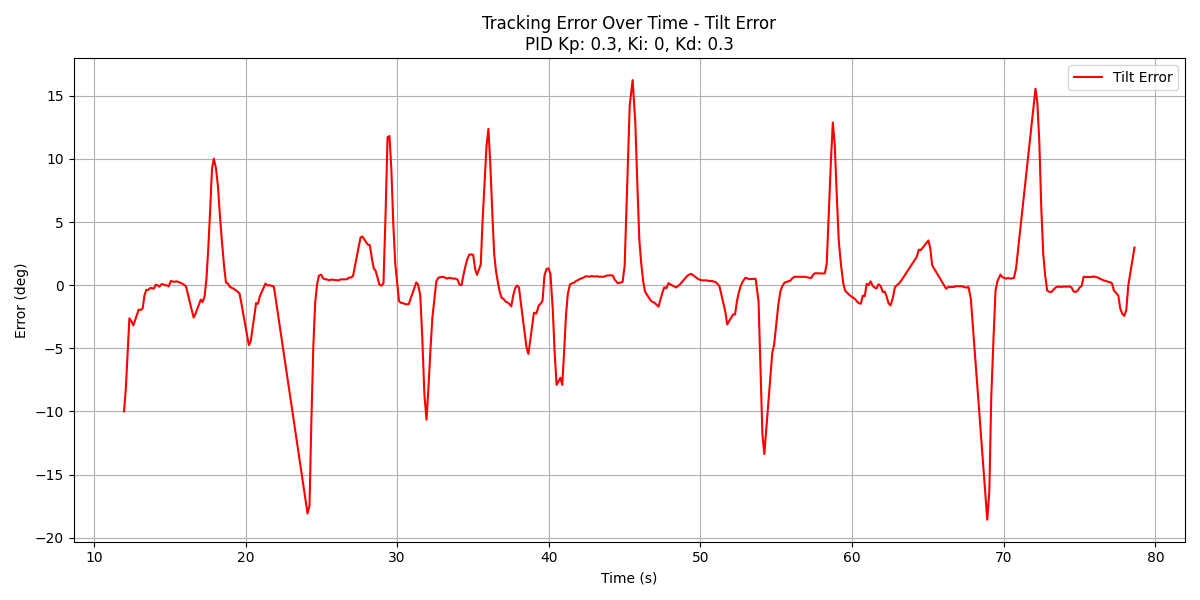 Tracking Error Over Time - Tilt Error
PID Kp: 0.3, Ki: 0, Kd: 0.3
Tilt Error
Error (deg)
15
10
5
0
−5
−10
−15
−20
10 20 30 40 50 60 70 80
Time (s)